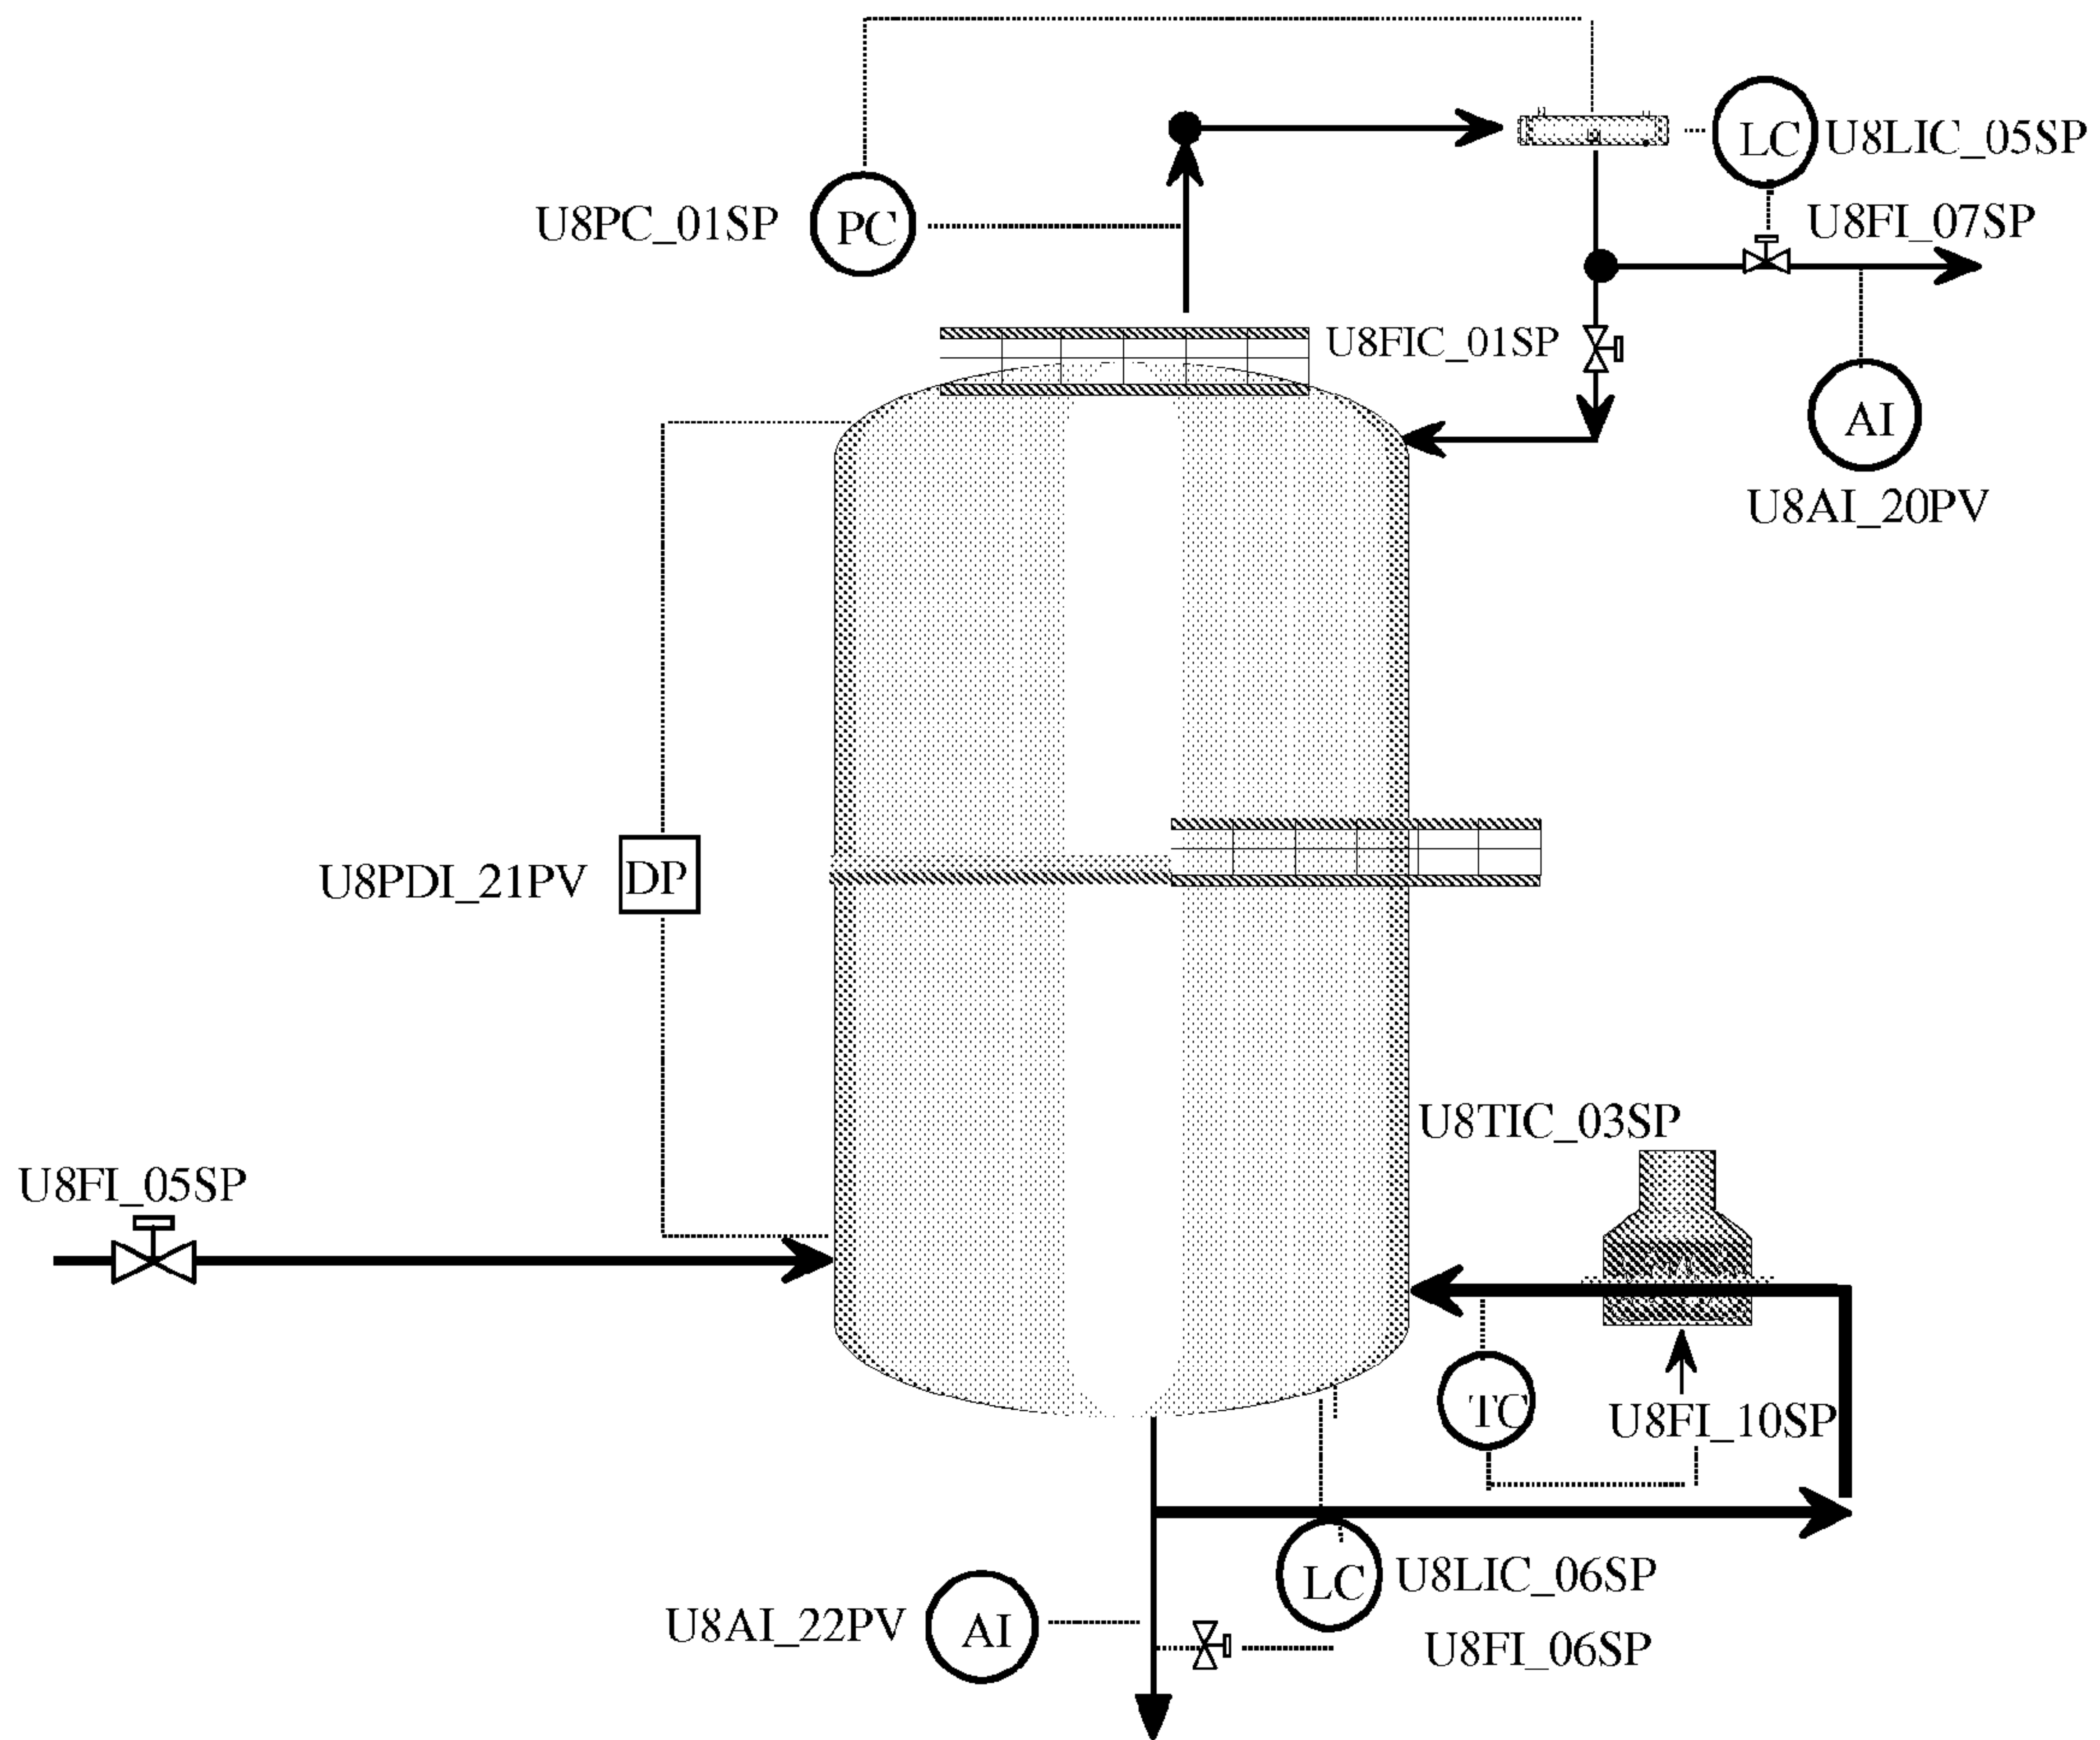 LC U8LIC_05SP
U8PC_01SP PC
U8FI_07SP
U8FIC_01SP
AI
U8AI_20PV
U8PDI_21PV DP
U8TIC_03SP
U8FI_05SP
TC U8FI_10SP
LC U8LIC_06SP
U8AI_22PV AI
U8FI_06SP